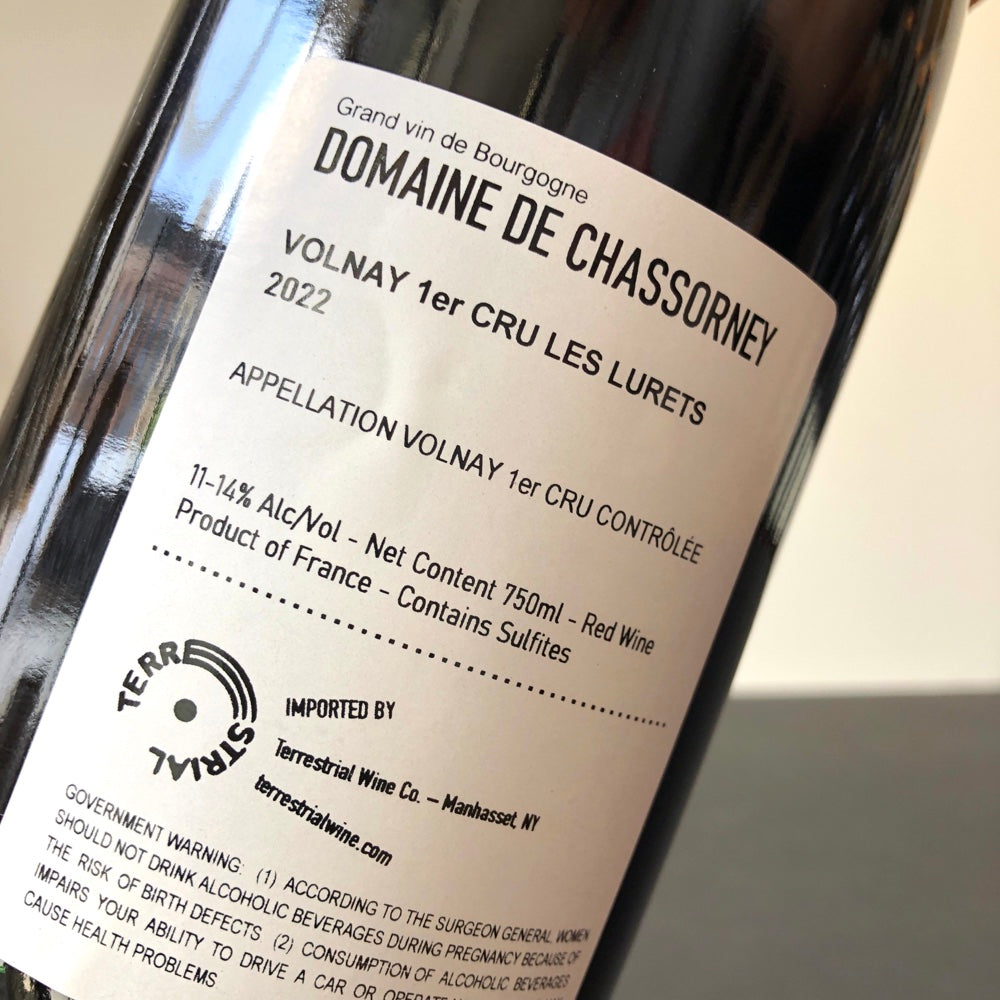 Grand vin de Bourgogne
DOMAINE DE CHASSORNEY
VOLNAY 1er CRU LES LURETS
2022
APPELLATION VOLNAY 1er CRU CONTRÔLÉE
11-14% Alc/Vol - Net Content 750ml - Red Wine
Product of France - Contains Sulfites
TERRESTRIAL
IMPORTED BY
Terrestrial Wine Co. – Manhasset, NY
terrestrialwine.com
GOVERNMENT WARNING: (1) ACCORDING TO THE SURGEON GENERAL WOMEN
SHOULD NOT DRINK ALCOHOLIC BEVERAGES DURING PREGNANCY BECAUSE OF
THE RISK OF BIRTH DEFECTS (2) CONSUMPTION OF ALCOHOLIC BEVERAGES
IMPAIRS YOUR ABILITY TO DRIVE A CAR OR OPERATE
CAUSE HEALTH PROBLEMS